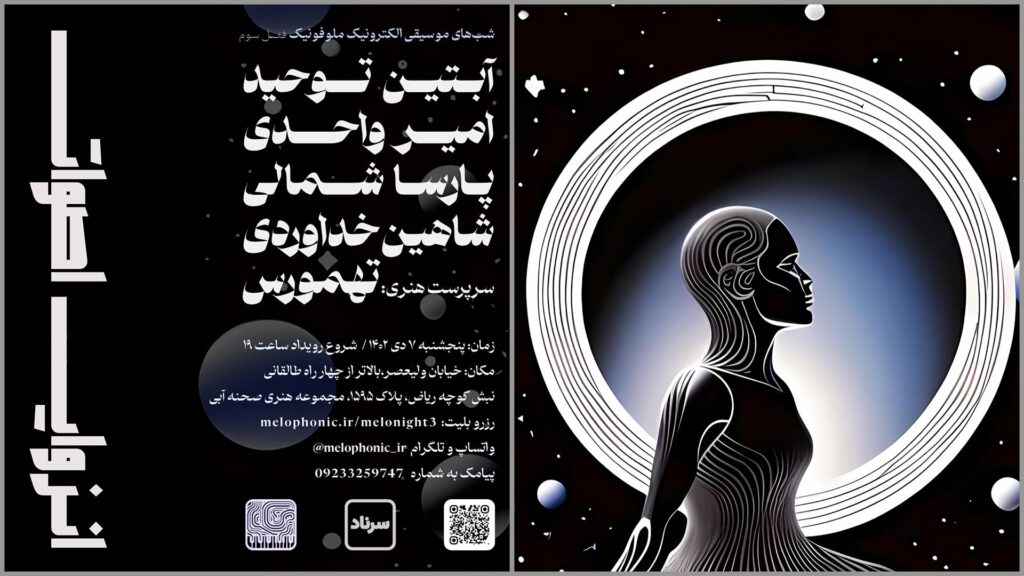 شب‌های موسیقی الکترونیک ملوفونیک فصل سوم
آبتین توحید
امیر واحدی
پارسا شمالی
شاهین خداوردی
سرپرست هنری: تهمورس
زمان: پنجشنبه ۷ دی ۱۴۰۲/ شروع رویداد ساعت ۱۹
مکان: خیابان ولیعصر،بالاتر از چهار راه طالقانی
نبش کوچه ریاض، پلاک ۱۵۹۵، مجموعه هنری صحنه آبی
رزرو بلیت: melophonic.ir/melonight3
واتساپ و تلگرام @melophonic_ir
پیامک به شماره 09233259747
سرناد
انزوای اصوات